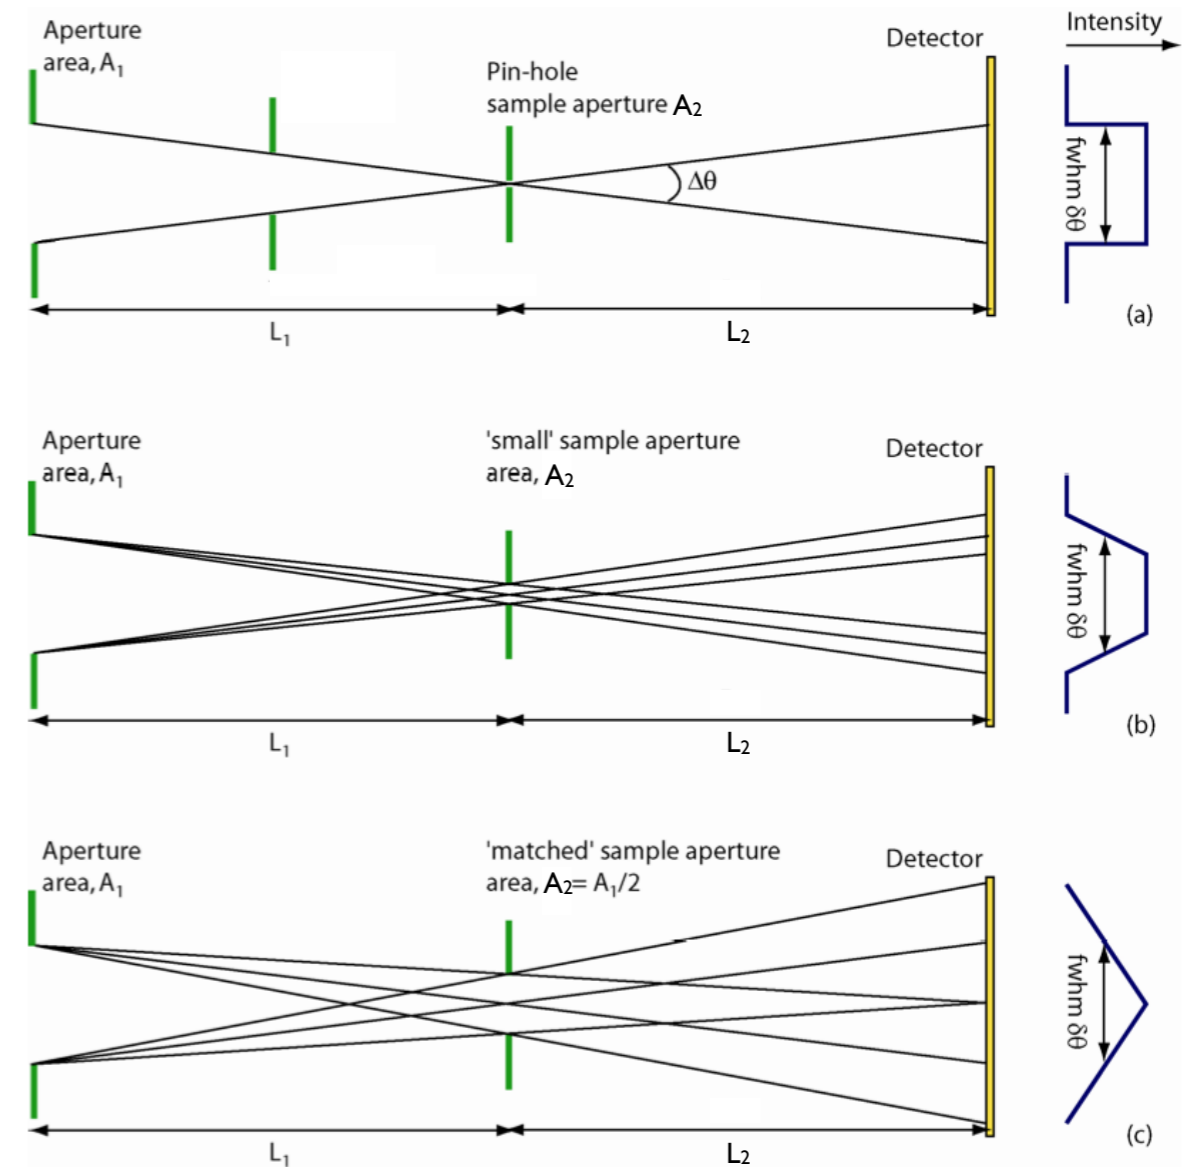 Aperture
area, A₁
Pin-hole
sample aperture A₂
Detector
Intensity
Δθ
fwhm δθ
L₁
L₂
(a)
Aperture
area, A₁
'small' sample aperture
area, A₂
Detector
fwhm δθ
L₁
L₂
(b)
Aperture
area, A₁
'matched' sample aperture
area, A₂= A₁/2
Detector
fwhm δθ
L₁
L₂
(c)